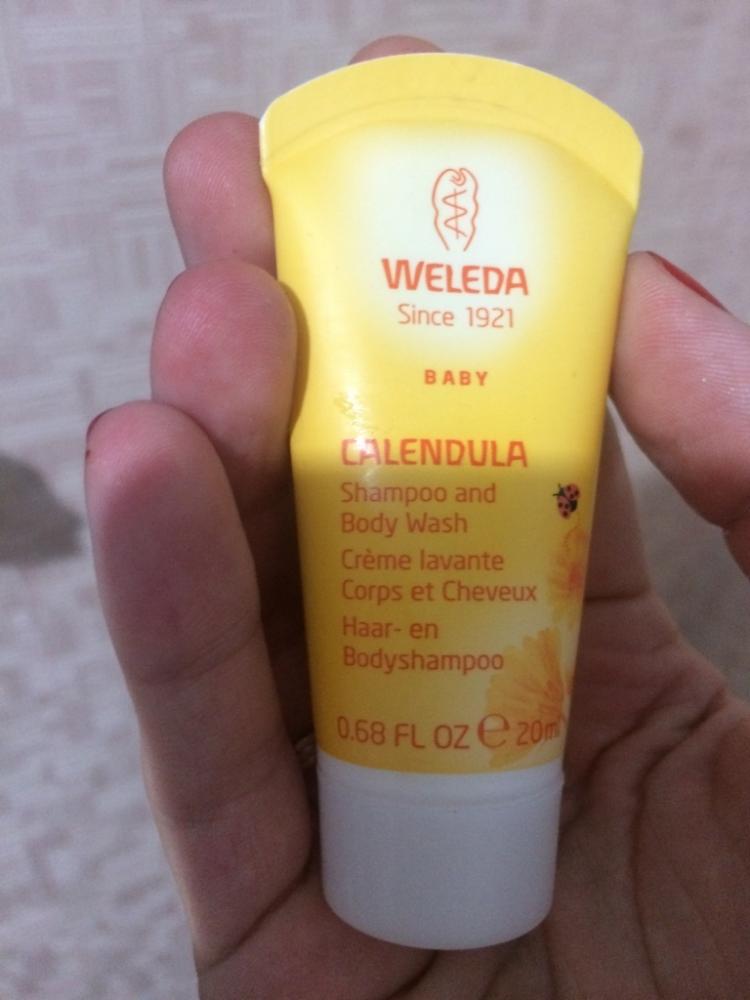 WELEDA
Since 1921
BABY
CALENDULA
Shampoo and
Body Wash
Crème lavante
Corps et Cheveux
Haar- en
Bodyshampoo
0.68 FL OZ ℮ 20ml